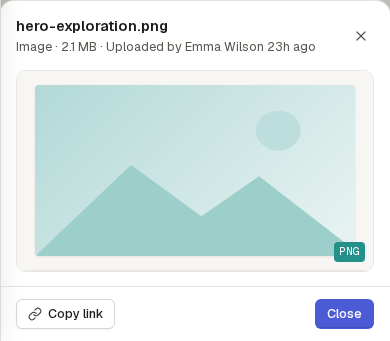 hero-exploration.png
Image · 2.1 MB · Uploaded by Emma Wilson 23h ago
PNG
Copy link
Close